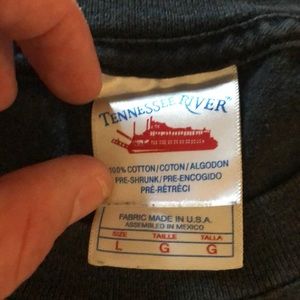 TENNESSEE RIVER
100% COTTON/COTON/ALGODON
PRE-SHRUNK/PRE-ENCOGIDO
PRÉ-RÉTRÉCI
FABRIC MADE IN U.S.A.
ASSEMBLED IN MEXICO
SIZE TAILLE TALLA
L G G